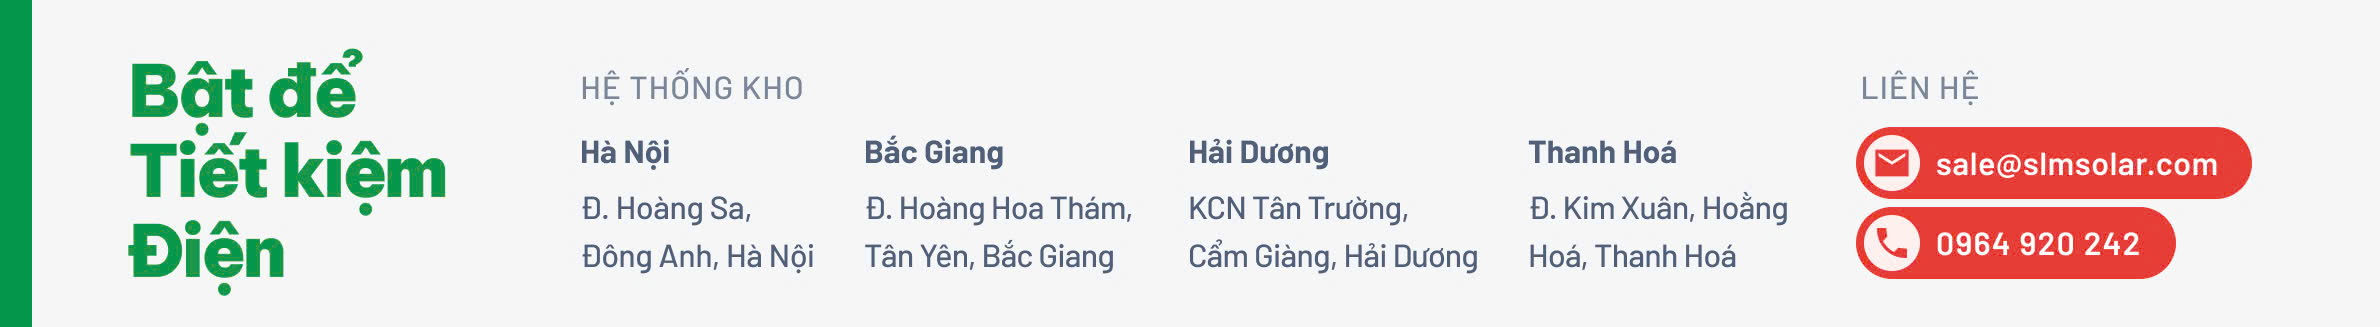 Bật để
Tiết kiệm
Điện
HỆ THỐNG KHO
Hà Nội
Đ. Hoàng Sa,
Đông Anh, Hà Nội
Bắc Giang
Đ. Hoàng Hoa Thám,
Tân Yên, Bắc Giang
Hải Dương
KCN Tân Trường,
Cẩm Giàng, Hải Dương
Thanh Hoá
Đ. Kim Xuân, Hoằng
Hoá, Thanh Hoá
LIÊN HỆ
sale@slmsolar.com
0964 920 242